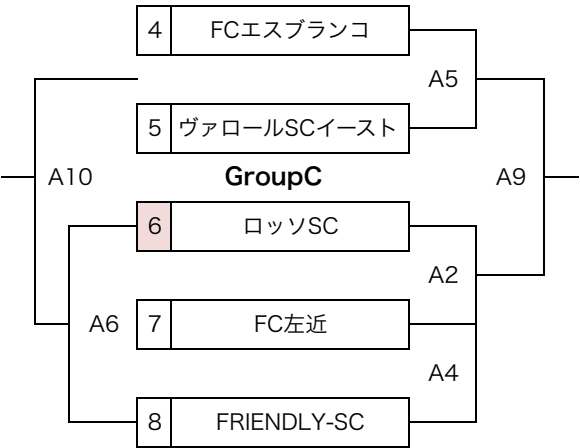 4 FCエスブランコ
A5
5 ヴァロールSCイースト
A10 GroupC A9
6 ロッソSC
A2
A6 7 FC左近
A4
8 FRIENDLY-SC